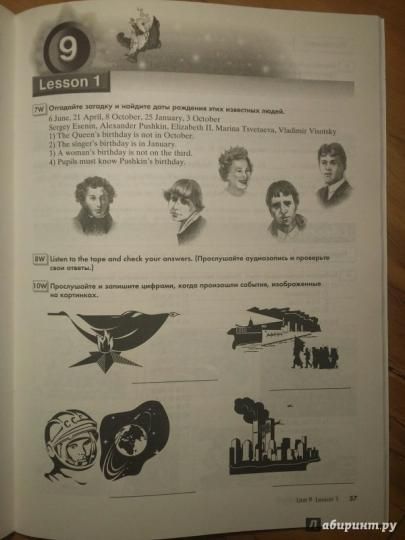 9
Lesson 1
7W Отгадайте загадку и найдите даты рождения этих известных людей.
6 June, 21 April, 8 October, 25 January, 3 October
Sergey Esenin, Alexander Pushkin, Elizabeth II, Marina Tsvetaeva, Vladimir Visotsky
1) The Queen's birthday is not in October.
2) The singer's birthday is in January.
3) A woman's birthday is not on the third.
4) Pupils must know Pushkin's birthday.
8W Listen to the tape and check your answers. (Прослушайте аудиозапись и проверьте
свои ответы.)
10W Прослушайте и запишите цифрами, когда произошли события, изображенные
на картинках.
СССР
Unit 9 Lesson 1 57
Лабиринт.ру